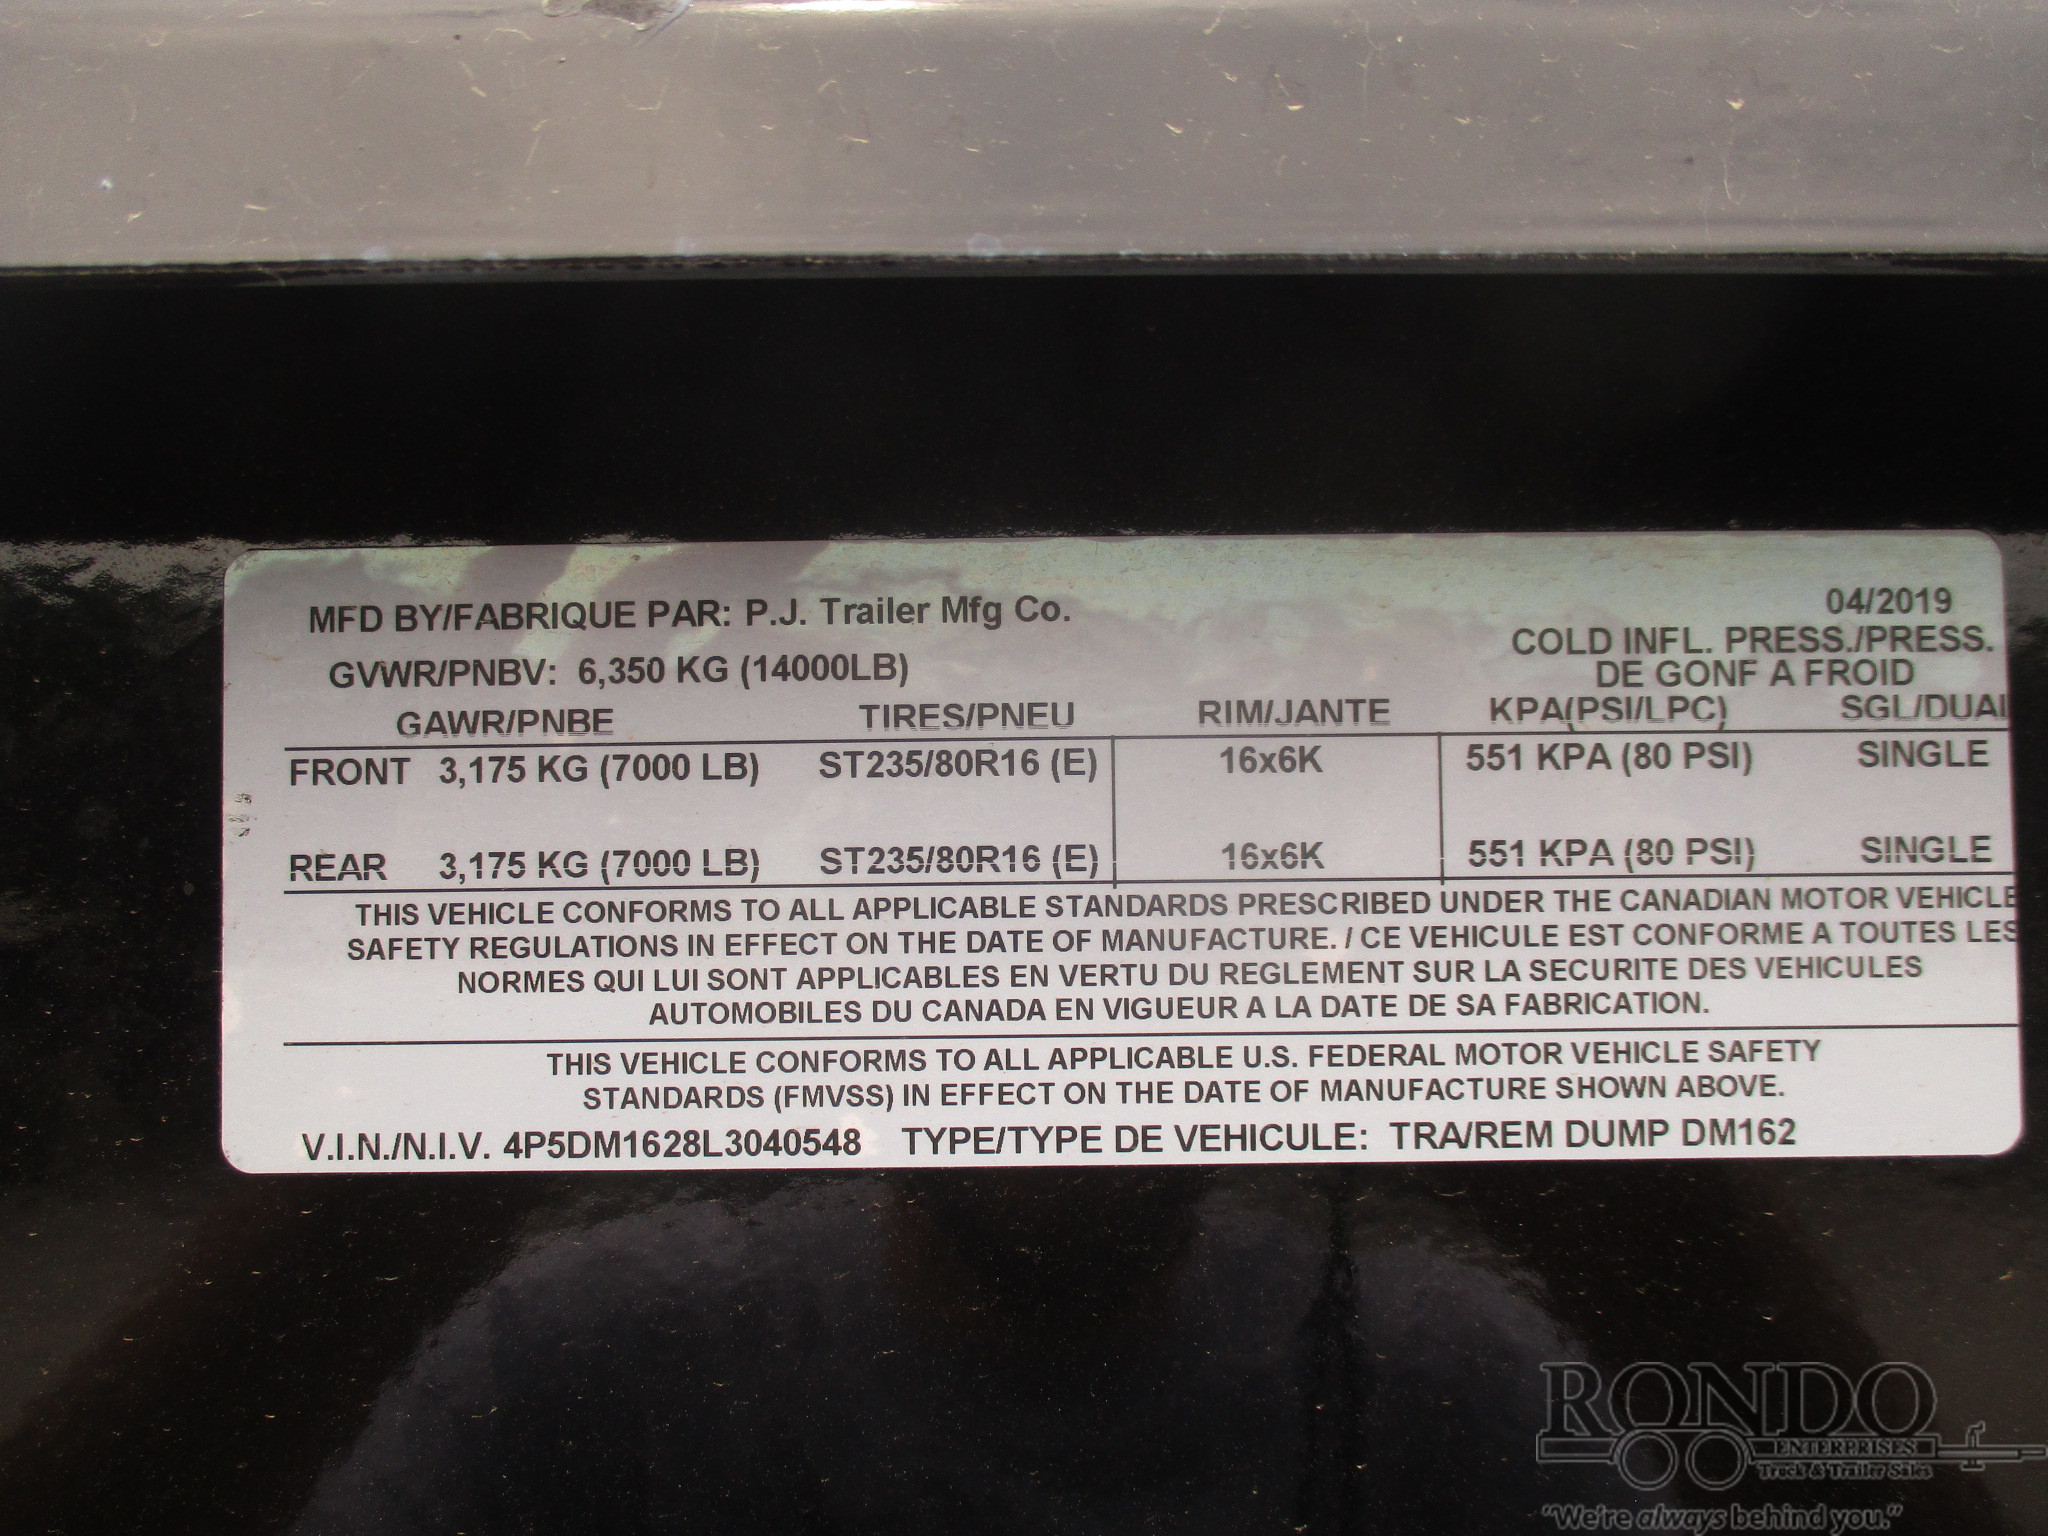 MFD BY/FABRIQUE PAR: P.J. Trailer Mfg Co.
04/2019
GVWR/PNBV: 6,350 KG (14000LB)
COLD INFL. PRESS./PRESS.
DE GONF A FROID
GAWR/PNBE TIRES/PNEU RIM/JANTE KPA(PSI/LPC) SGL/DUAL
FRONT 3,175 KG (7000 LB) ST235/80R16 (E) 16x6K 551 KPA (80 PSI) SINGLE
REAR 3,175 KG (7000 LB) ST235/80R16 (E) 16x6K 551 KPA (80 PSI) SINGLE
THIS VEHICLE CONFORMS TO ALL APPLICABLE STANDARDS PRESCRIBED UNDER THE CANADIAN MOTOR VEHICLE
SAFETY REGULATIONS IN EFFECT ON THE DATE OF MANUFACTURE. / CE VEHICULE EST CONFORME A TOUTES LES
NORMES QUI LUI SONT APPLICABLES EN VERTU DU REGLEMENT SUR LA SECURITE DES VEHICULES
AUTOMOBILES DU CANADA EN VIGUEUR A LA DATE DE SA FABRICATION.
THIS VEHICLE CONFORMS TO ALL APPLICABLE U.S. FEDERAL MOTOR VEHICLE SAFETY
STANDARDS (FMVSS) IN EFFECT ON THE DATE OF MANUFACTURE SHOWN ABOVE.
V.I.N./N.I.V. 4P5DM1628L3040548 TYPE/TYPE DE VEHICULE: TRA/REM DUMP DM162
RONDO
ENTERPRISES
Truck & Trailer Sales
"We're always behind you."